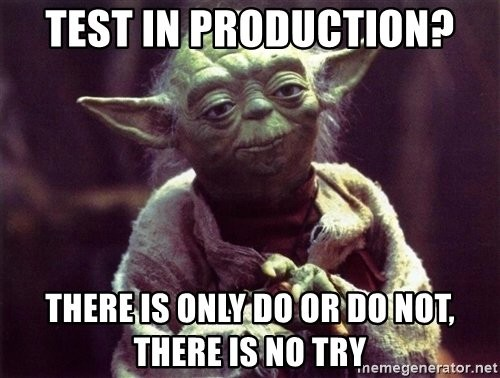 TEST IN PRODUCTION?
THERE IS ONLY DO OR DO NOT,
THERE IS NO TRY
memegenerator.net